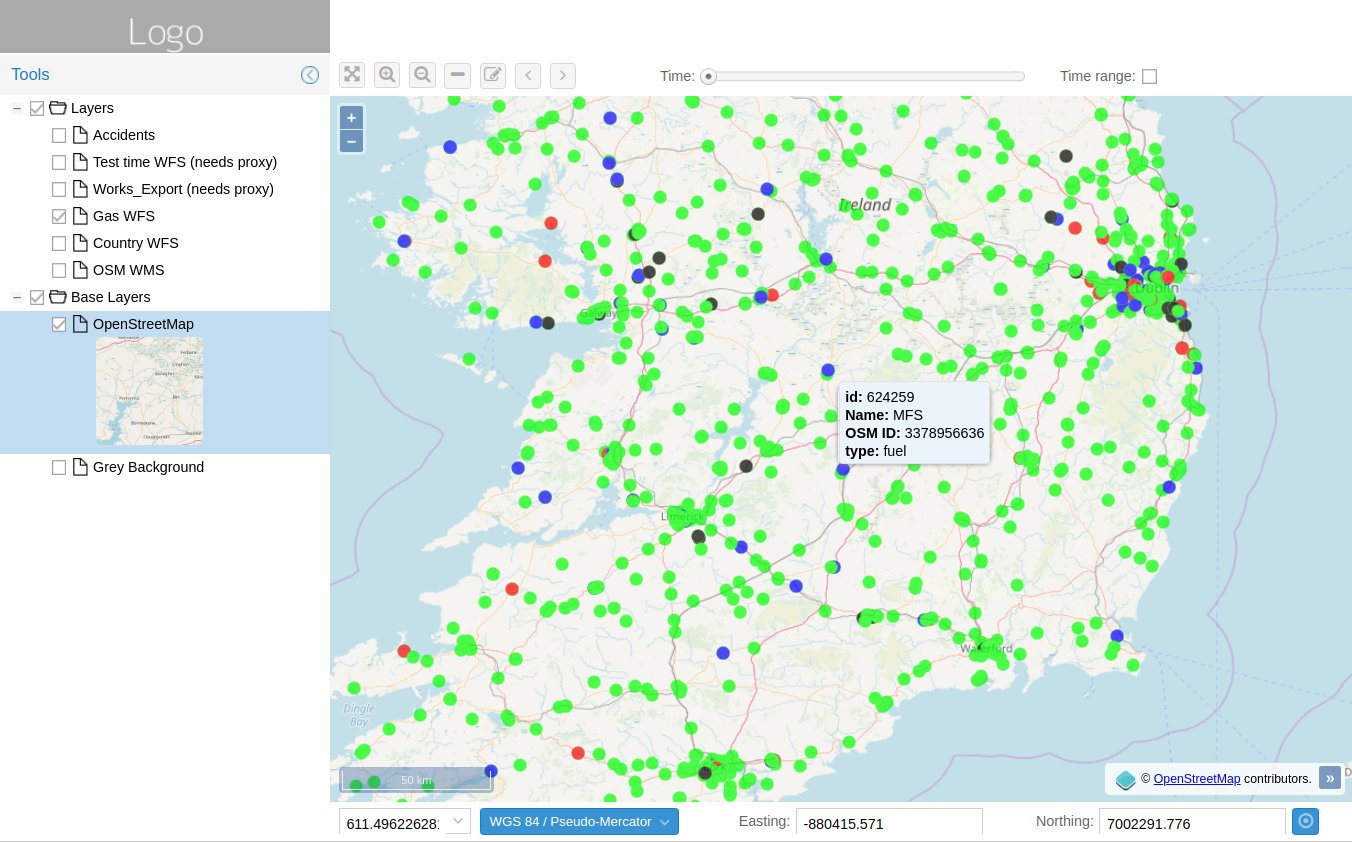 Logo
Tools
Time:
Time range:
Layers
Accidents
Test time WFS (needs proxy)
Works_Export (needs proxy)
Gas WFS
Country WFS
OSM WMS
Base Layers
OpenStreetMap
Grey Background
+
−
Ireland
Dublin
Galway
id: 624259
Name: MFS
OSM ID: 3378956636
type: fuel
Limerick
Waterford
Dingle
Bay
50 km
© OpenStreetMap contributors.
»
611.496226281
WGS 84 / Pseudo-Mercator
Easting:
-880415.571
Northing:
7002291.776